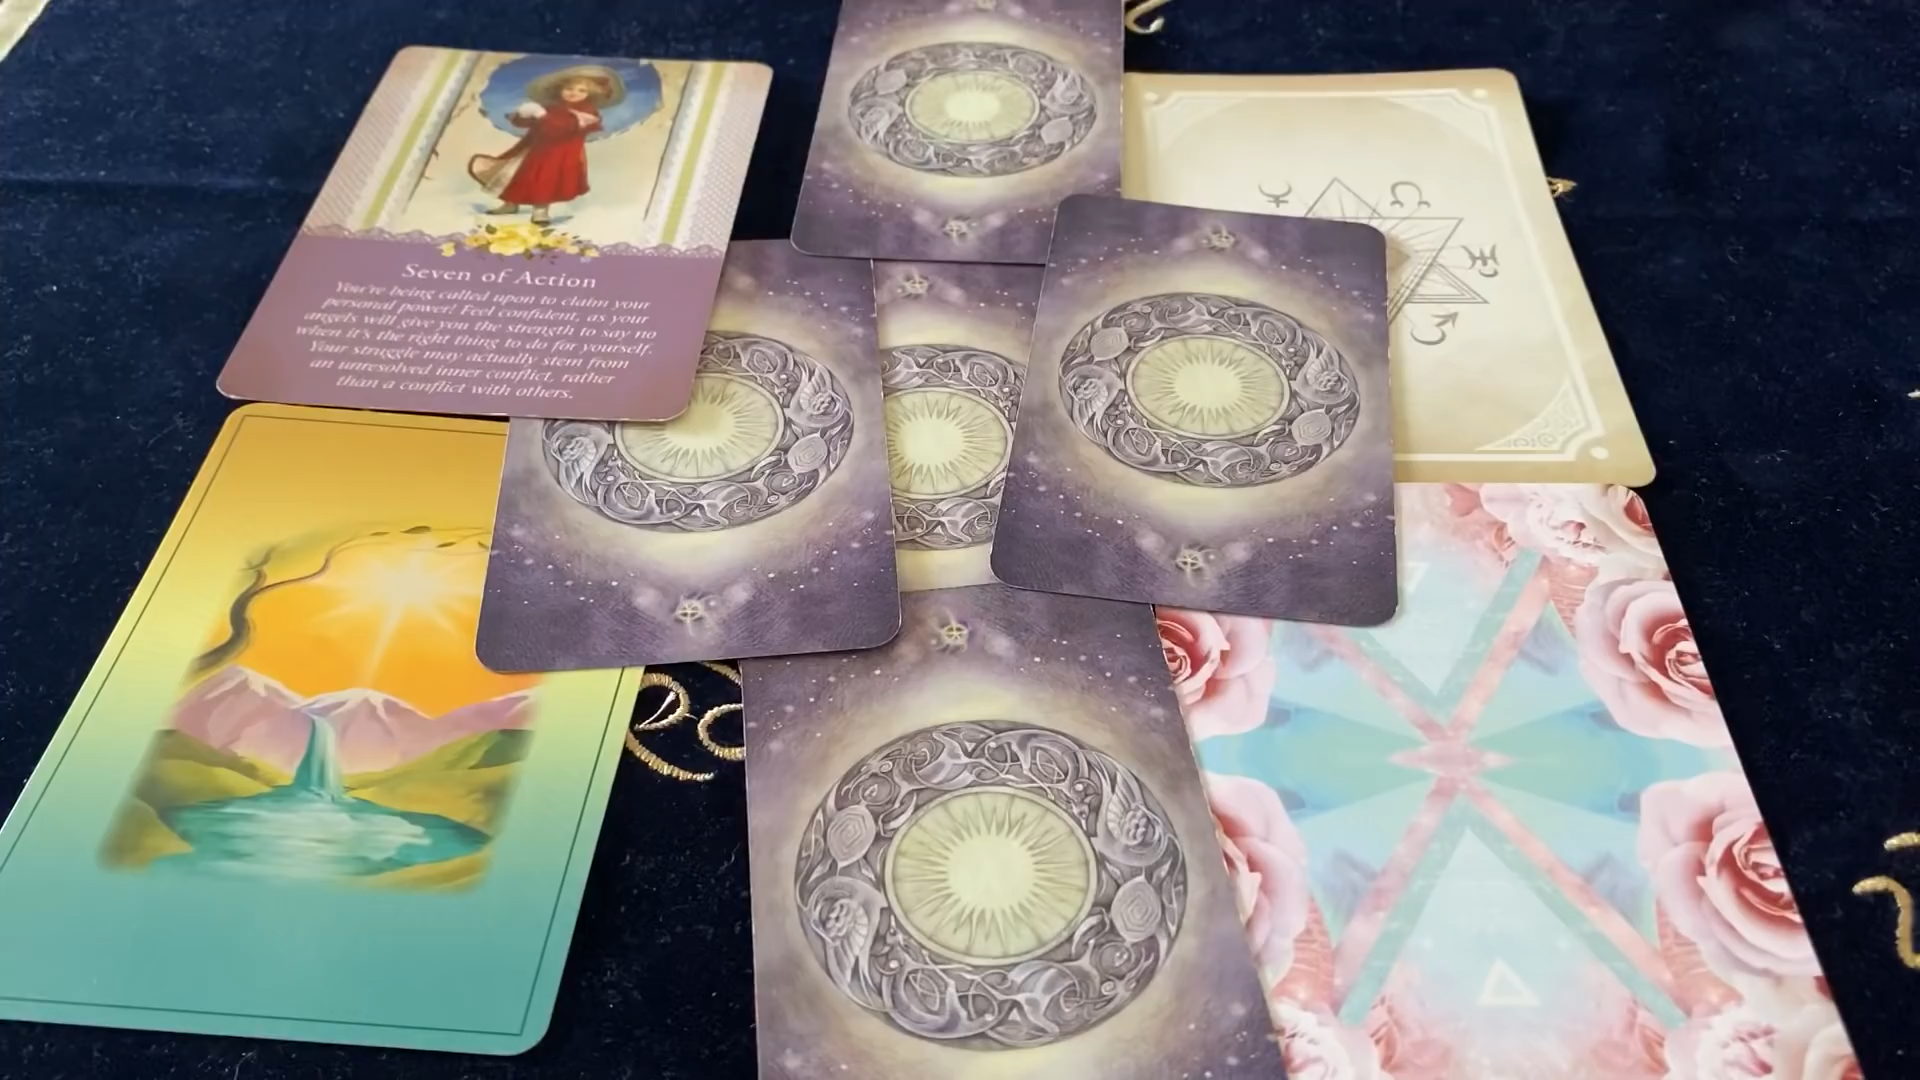 Seven of Action
You're being called upon to claim your
personal power! Feel confident, as your
angels will give you the strength to say no
when it's the right thing to do for yourself.
Your struggle may actually stem from
an unresolved inner conflict, rather
than a conflict with others.